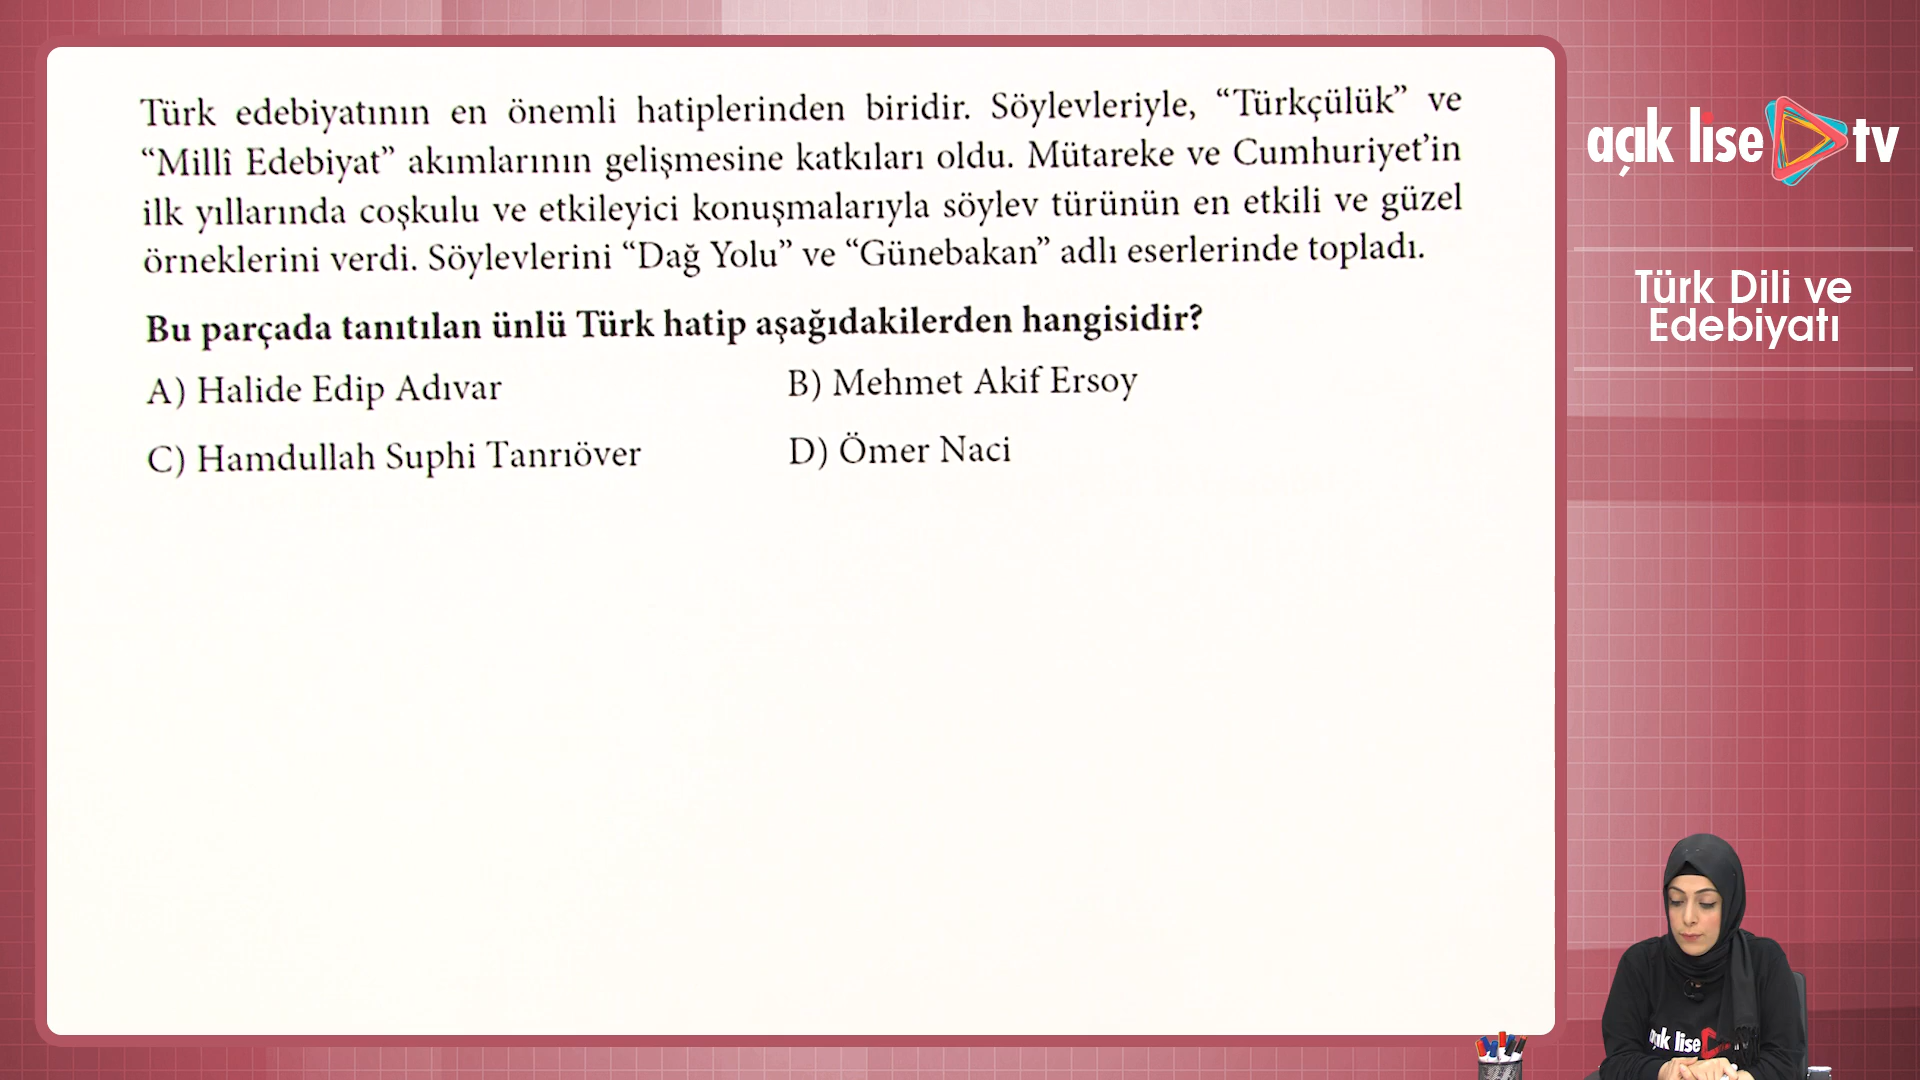 Türk edebiyatının en önemli hatiplerinden biridir. Söylevleriyle, “Türkçülük” ve
“Millî Edebiyat” akımlarının gelişmesine katkıları oldu. Mütareke ve Cumhuriyet’in
ilk yıllarında coşkulu ve etkileyici konuşmalarıyla söylev türünün en etkili ve güzel
örneklerini verdi. Söylevlerini “Dağ Yolu” ve “Günebakan” adlı eserlerinde topladı.
Bu parçada tanıtılan ünlü Türk hatip aşağıdakilerden hangisidir?
A) Halide Edip Adıvar
B) Mehmet Akif Ersoy
C) Hamdullah Suphi Tanrıöver
D) Ömer Naci
açık lise tv
Türk Dili ve
Edebiyatı
açık lise